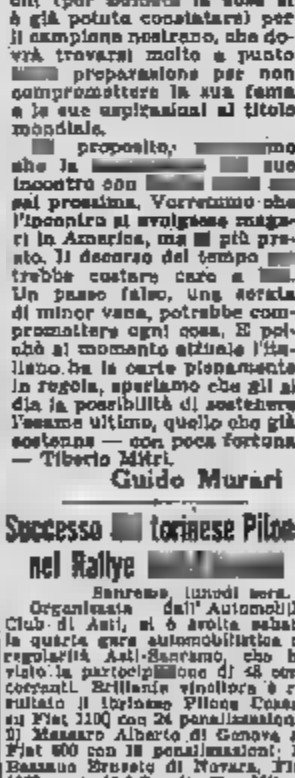 è già potuto constatare) per
il campione nostrano, che do-
vrà trovarsi molto a punto
preparazione per non
compromettere la sua fama
e le sue aspirazioni al titolo
mondiale.
proposito,
che la suo
incontro con
sai prossima. Vorremmo che
l'incontro si svolgesse maga-
ri in America, ma più pre-
sto. Il decorso del tempo
trebbe costare caro a
Un passo falso, una serata
di minor vena, potrebbe com-
promettere ogni cosa. E poi-
chè al momento attuale l'ita-
liano ha le carte pienamente
in regola, speriamo che gli si
dia la possibilità di sostenere
l'esame ultimo, quello che già
sostenne — con poca fortuna
— Tiberio Mitri.
Guido Murari
Successo torinese Pilo
nel Rallye
Sanremo, lunedì sera.
Organizzata dall'Automobil
Club di Asti, si è svolta sabat
la quarta gara automobilistica
regolarità Asti-Sanremo, che h
visto la di 48 con
correnti. Brillante vincitore è r
sultato il torinese Pilone
su Fiat 1100 con 24 penalizzazion
2) Massaro Alberto di Genova
Fiat 600 con penalizzazioni;
Ernesto di Novara, Fi